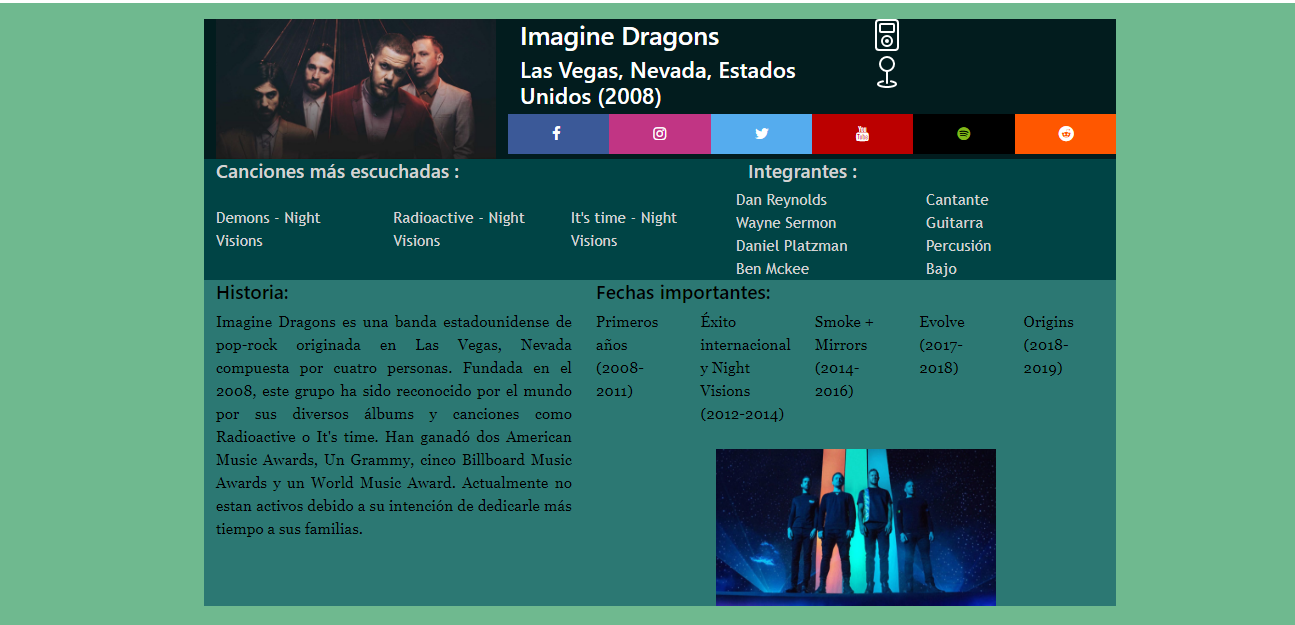 Imagine Dragons
Las Vegas, Nevada, Estados
Unidos (2008)
You
Tube
Canciones más escuchadas :
Demons - Night
Visions
Radioactive - Night
Visions
It's time - Night
Visions
Integrantes :
Dan Reynolds
Cantante
Wayne Sermon
Guitarra
Daniel Platzman
Percusión
Ben Mckee
Bajo
Historia:
Imagine Dragons es una banda estadounidense de
pop-rock originada en Las Vegas, Nevada
compuesta por cuatro personas. Fundada en el
2008, este grupo ha sido reconocido por el mundo
por sus diversos álbums y canciones como
Radioactive o It's time. Han ganadó dos American
Music Awards, Un Grammy, cinco Billboard Music
Awards y un World Music Award. Actualmente no
estan activos debido a su intención de dedicarle más
tiempo a sus familias.
Fechas importantes:
Primeros
años
(2008-
2011)
Éxito
internacional
y Night
Visions
(2012-2014)
Smoke +
Mirrors
(2014-
2016)
Evolve
(2017-
2018)
Origins
(2018-
2019)